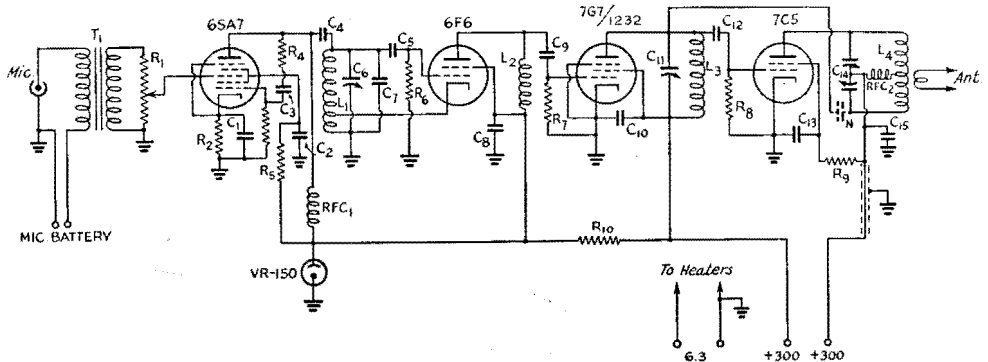 6SA7
6F6
7G7/1232
7C5
T1
R1
Mic.
R4
C4
C5
C6
L1
C7
R6
C3
C1
R2
C2
R5
L2
C8
C9
R7
C10
C11
L3
C12
R8
C13
C14
L4
RFC2
N
C15
Ant.
R9
RFC1
MIC BATTERY
VR-150
R10
To Heaters
6.3
+300
+300